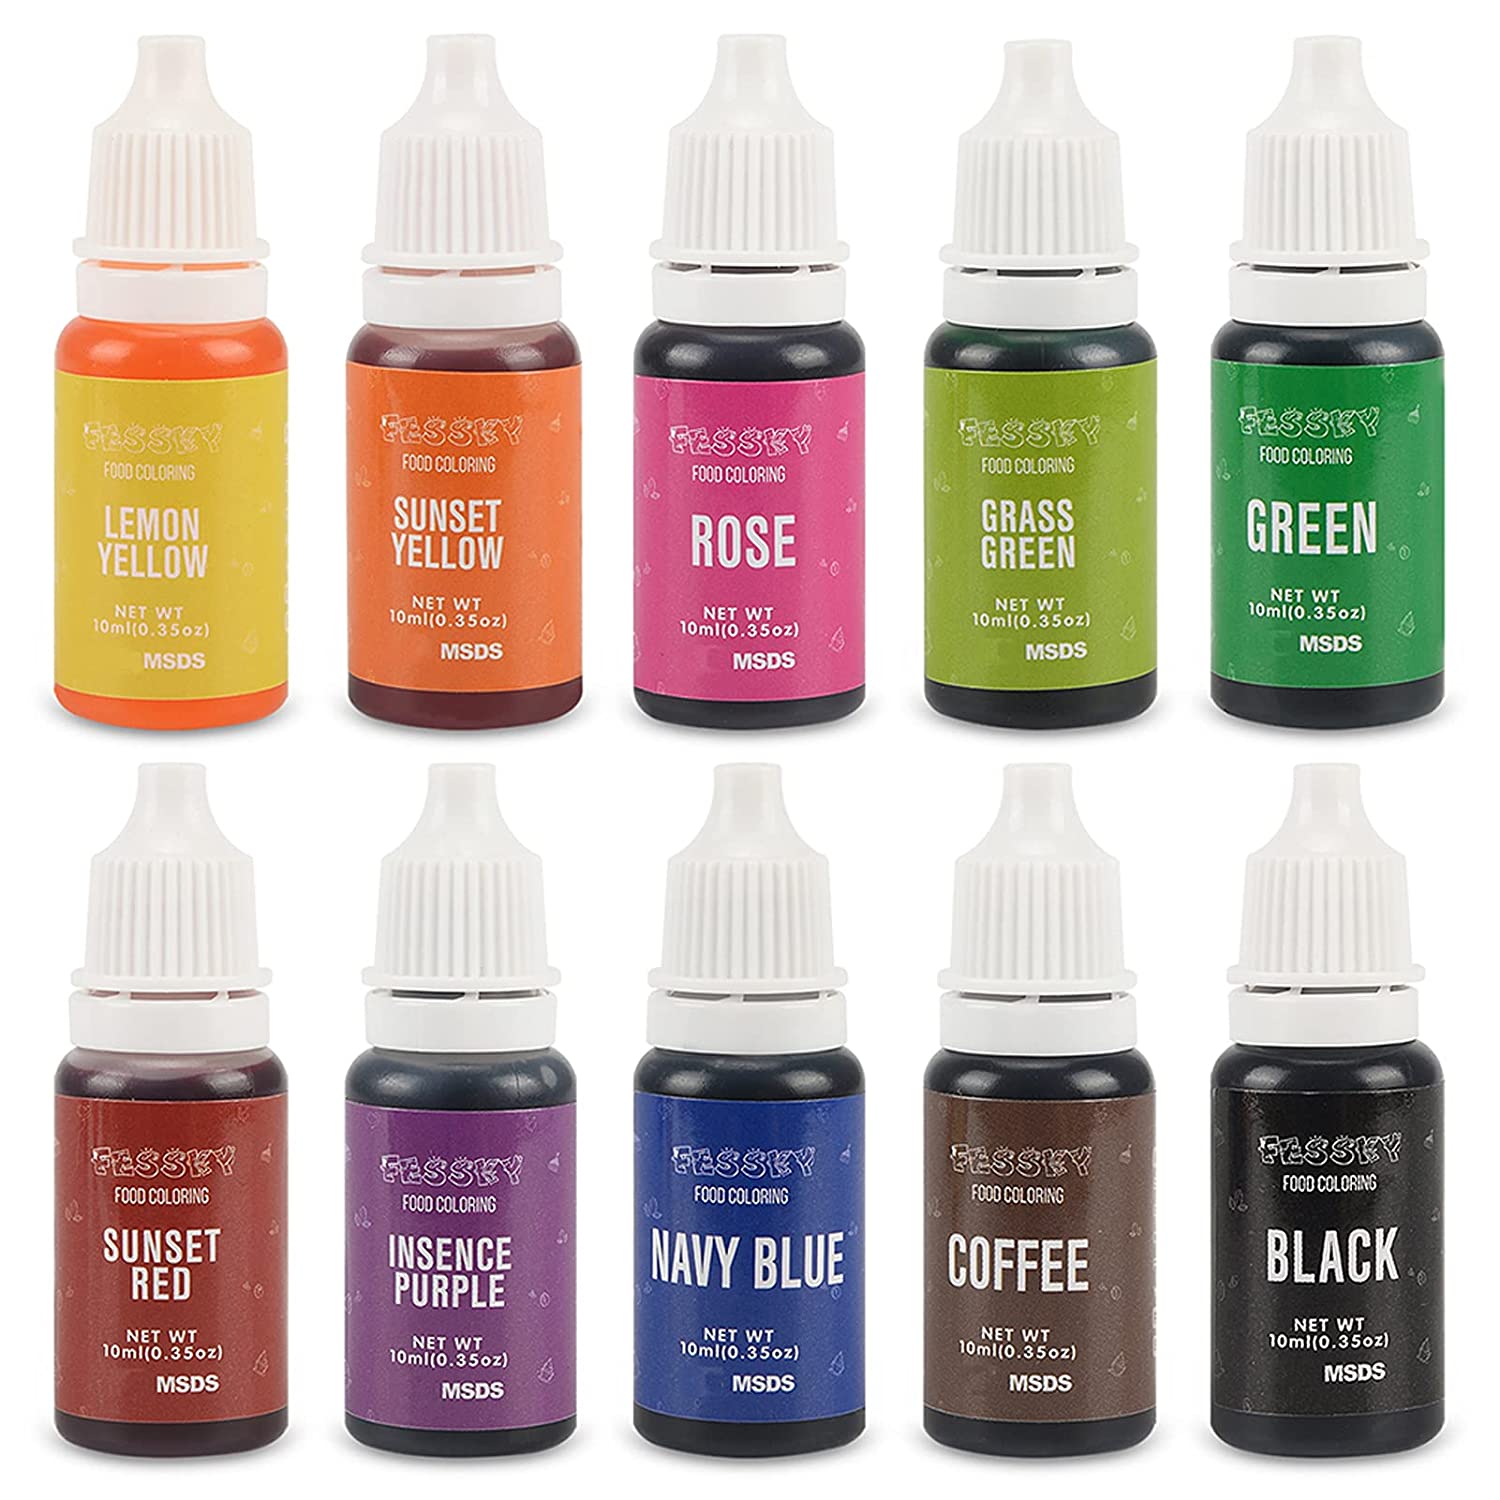 FESSKY
FOOD COLORING
LEMON
YELLOW
NET WT
10ml(0.35oz)
MSDS
FESSKY
FOOD COLORING
SUNSET
YELLOW
NET WT
10ml(0.35oz)
MSDS
FESSKY
FOOD COLORING
ROSE
NET WT
10ml(0.35oz)
MSDS
FESSKY
FOOD COLORING
GRASS
GREEN
NET WT
10ml(0.35oz)
MSDS
FESSKY
FOOD COLORING
GREEN
NET WT
10ml(0.35oz)
MSDS
FESSKY
FOOD COLORING
SUNSET
RED
NET WT
10ml(0.35oz)
MSDS
FESSKY
FOOD COLORING
INSENCE
PURPLE
NET WT
10ml(0.35oz)
MSDS
FESSKY
FOOD COLORING
NAVY BLUE
NET WT
10ml(0.35oz)
MSDS
FESSKY
FOOD COLORING
COFFEE
NET WT
10ml(0.35oz)
MSDS
FESSKY
FOOD COLORING
BLACK
NET WT
10ml(0.35oz)
MSDS